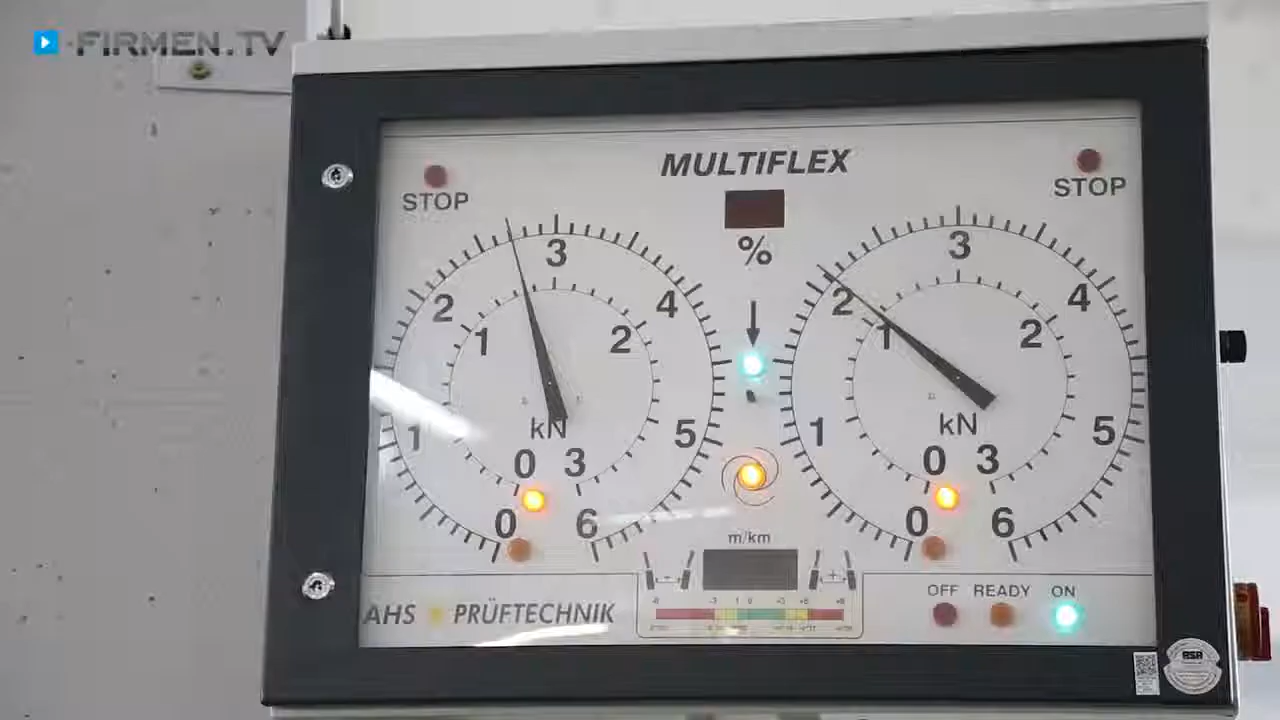 FIRMEN.TV
MULTIFLEX
STOP
STOP
%
3
2
4
1
2
1
5
kN
0 3
0 6
3
2
4
1
2
1
5
kN
0 3
0 6
m/km
OFF READY ON
AHS PRÜFTECHNIK